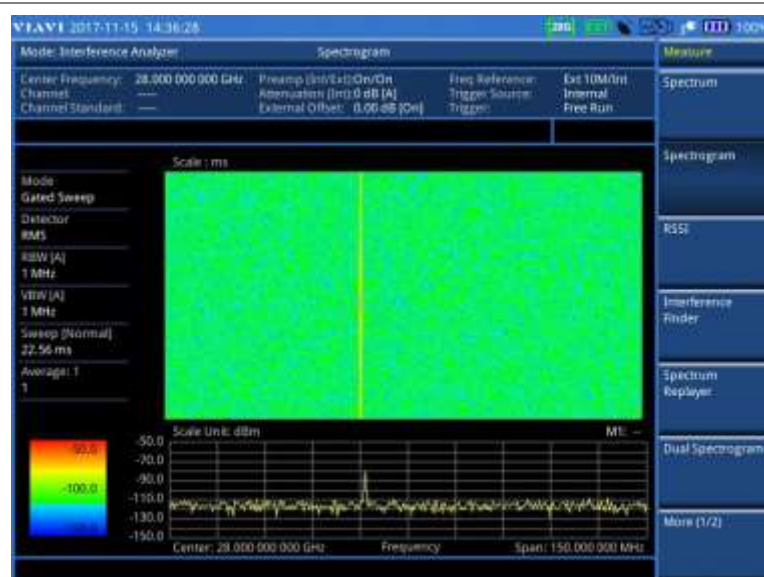 VIAVI 2017-11-15 14:36:28 28G EXT 100%
Mode: Interference Analyzer Spectrogram Measure
Center Frequency: 28.000 000 000 GHz Preamp (Int/Ext):On/On Freq Reference: Ext 10M/Int
Channel: ---- Attenuation (Int):0 dB [A] Trigger Source: Internal
Channel Standard: ---- External Offset: 0.00 dB [On] Trigger: Free Run
Spectrum
Spectrogram
RSSI
Interference
Finder
Spectrum
Replayer
Dual Spectrogram
More (1/2)
Scale : ms
Mode
Gated Sweep
Detector
RMS
RBW [A]
1 MHz
VBW [A]
1 MHz
Sweep [Normal]
22.56 ms
Average: 1
1
Scale Unit: dBm M1: --
-50.0
-100.0
-50.0
-70.0
-90.0
-110.0
-130.0
-150.0
Center: 28.000 000 000 GHz Frequency Span: 150.000 000 MHz